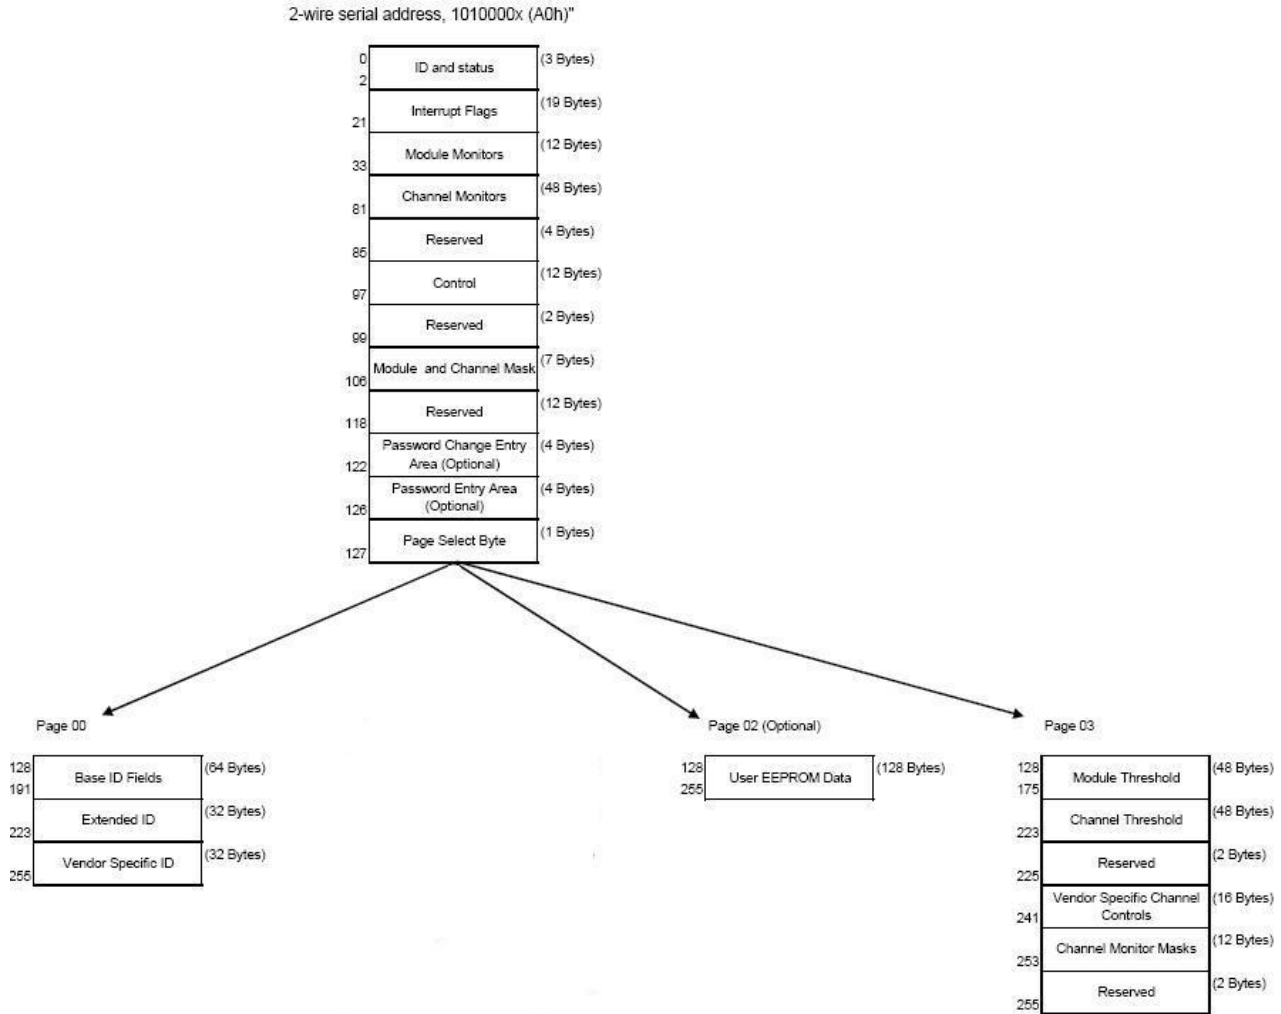 2-wire serial address, 1010000x (A0h)"
0
2
ID and status
(3 Bytes)
21
Interrupt Flags
(19 Bytes)
33
Module Monitors
(12 Bytes)
81
Channel Monitors
(48 Bytes)
85
Reserved
(4 Bytes)
97
Control
(12 Bytes)
99
Reserved
(2 Bytes)
106
Module and Channel Mask
(7 Bytes)
118
Reserved
(12 Bytes)
122
Password Change Entry
Area (Optional)
(4 Bytes)
126
Password Entry Area
(Optional)
(4 Bytes)
127
Page Select Byte
(1 Bytes)
Page 00
128
191
Base ID Fields
(64 Bytes)
223
Extended ID
(32 Bytes)
255
Vendor Specific ID
(32 Bytes)
Page 02 (Optional)
128
255
User EEPROM Data
(128 Bytes)
Page 03
128
175
Module Threshold
(48 Bytes)
223
Channel Threshold
(48 Bytes)
225
Reserved
(2 Bytes)
241
Vendor Specific Channel
Controls
(16 Bytes)
253
Channel Monitor Masks
(12 Bytes)
255
Reserved
(2 Bytes)